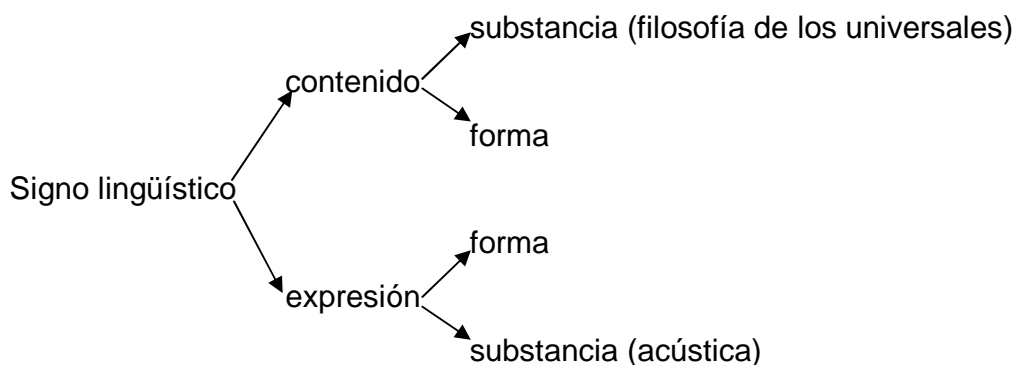 substancia (filosofía de los universales)
contenido
forma
Signo lingüístico
forma
expresión
substancia (acústica)